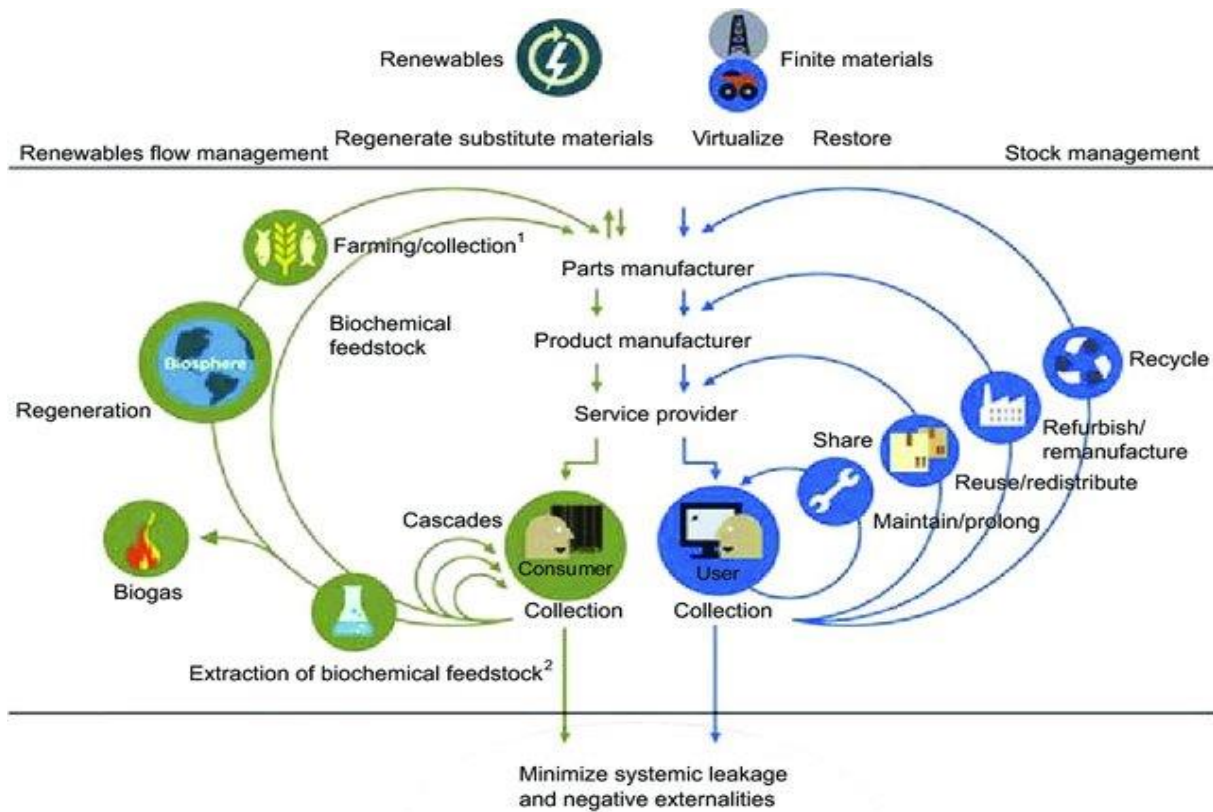 Renewables
Finite materials
Regenerate substitute materials
Virtualize
Restore
Renewables flow management
Stock management
Farming/collection1
Parts manufacturer
Biochemical
feedstock
Product manufacturer
Biosphere
Recycle
Regeneration
Service provider
Share
Refurbish/
remanufacture
Reuse/redistribute
Cascades
Maintain/prolong
Consumer
User
Biogas
Collection
Collection
Extraction of biochemical feedstock2
Minimize systemic leakage
and negative externalities